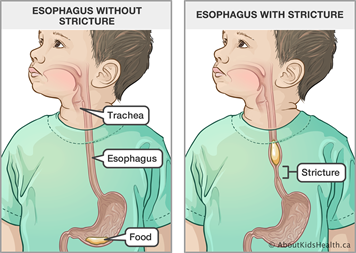 ESOPHAGUS WITHOUT
STRICTURE
Trachea
Esophagus
Food
ESOPHAGUS WITH STRICTURE
Stricture
© AboutKidsHealth.ca